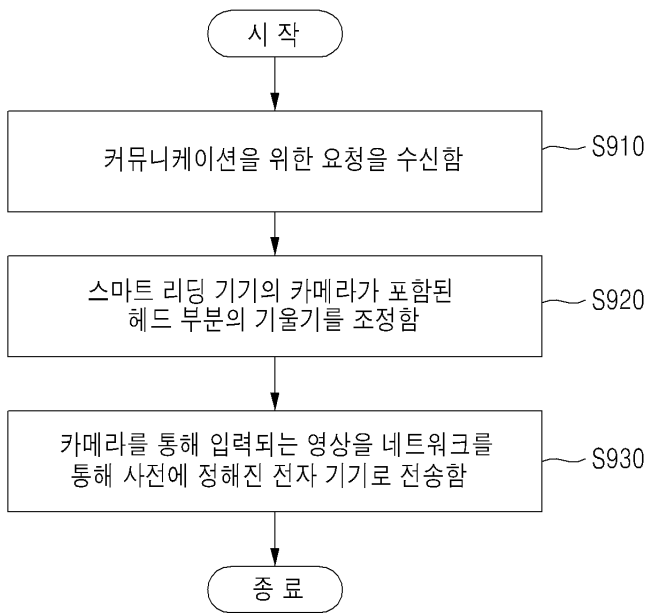 시 작
커뮤니케이션을 위한 요청을 수신함
S910
스마트 리딩 기기의 카메라가 포함된
헤드 부분의 기울기를 조정함
S920
카메라를 통해 입력되는 영상을 네트워크를
통해 사전에 정해진 전자 기기로 전송함
S930
종 료